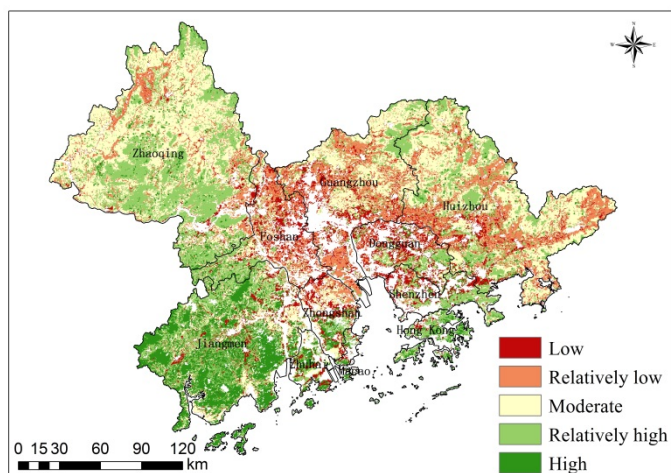 N
Zhaoqing
Guangzhou
Huizhou
Foshan
Dongguan
Shenzhen
Zhongshan
Hong Kong
Jiangmen
Zhuhai
Macao
Low
Relatively low
Moderate
Relatively high
High
0 15 30 60 90 120
km